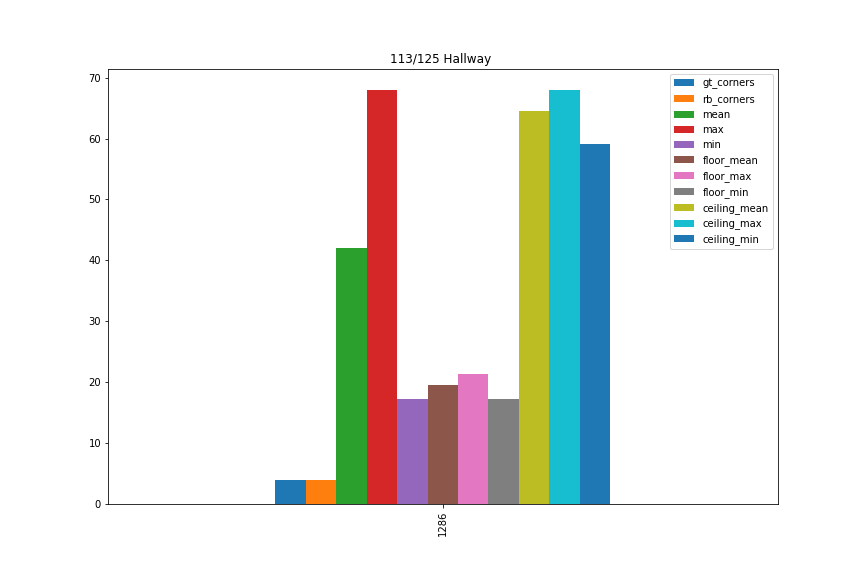 113/125 Hallway
70
60
50
40
30
20
10
0
1286
gt_corners
rb_corners
mean
max
min
floor_mean
floor_max
floor_min
ceiling_mean
ceiling_max
ceiling_min